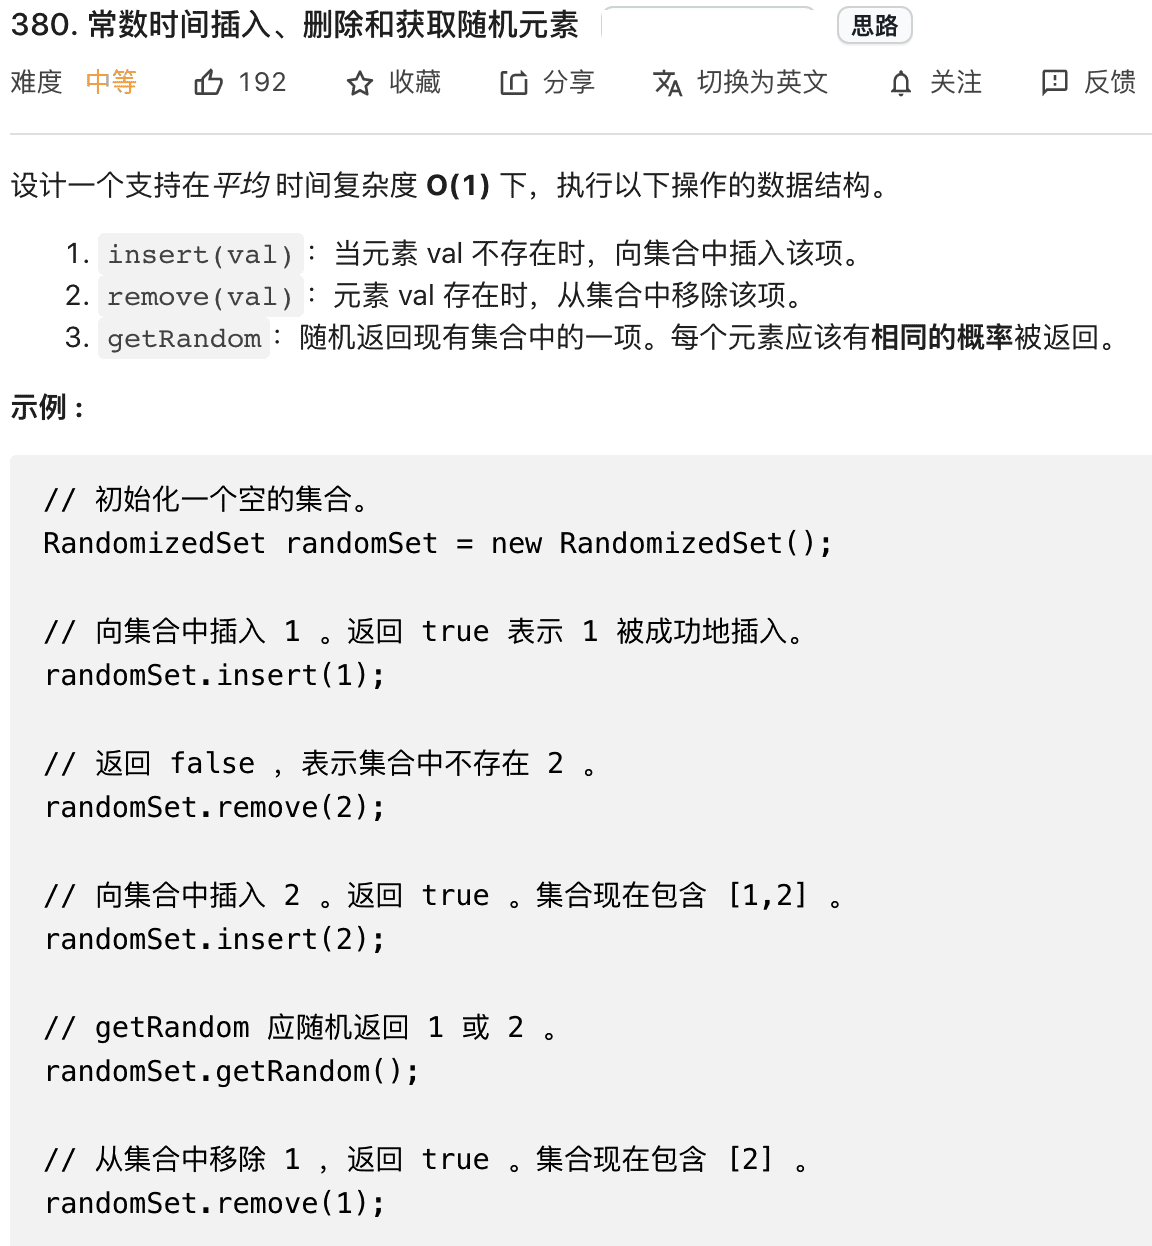 380. 常数时间插入、删除和获取随机元素 思路
难度 中等 192 收藏 分享 切换为英文 关注 反馈
设计一个支持在平均 时间复杂度 O(1) 下，执行以下操作的数据结构。
1. insert(val)：当元素 val 不存在时，向集合中插入该项。
2. remove(val)：元素 val 存在时，从集合中移除该项。
3. getRandom：随机返回现有集合中的一项。每个元素应该有相同的概率被返回。
示例 :
// 初始化一个空的集合。
RandomizedSet randomSet = new RandomizedSet();
// 向集合中插入 1 。返回 true 表示 1 被成功地插入。
randomSet.insert(1);
// 返回 false ，表示集合中不存在 2 。
randomSet.remove(2);
// 向集合中插入 2 。返回 true 。集合现在包含 [1,2] 。
randomSet.insert(2);
// getRandom 应随机返回 1 或 2 。
randomSet.getRandom();
// 从集合中移除 1 ，返回 true 。集合现在包含 [2] 。
randomSet.remove(1);